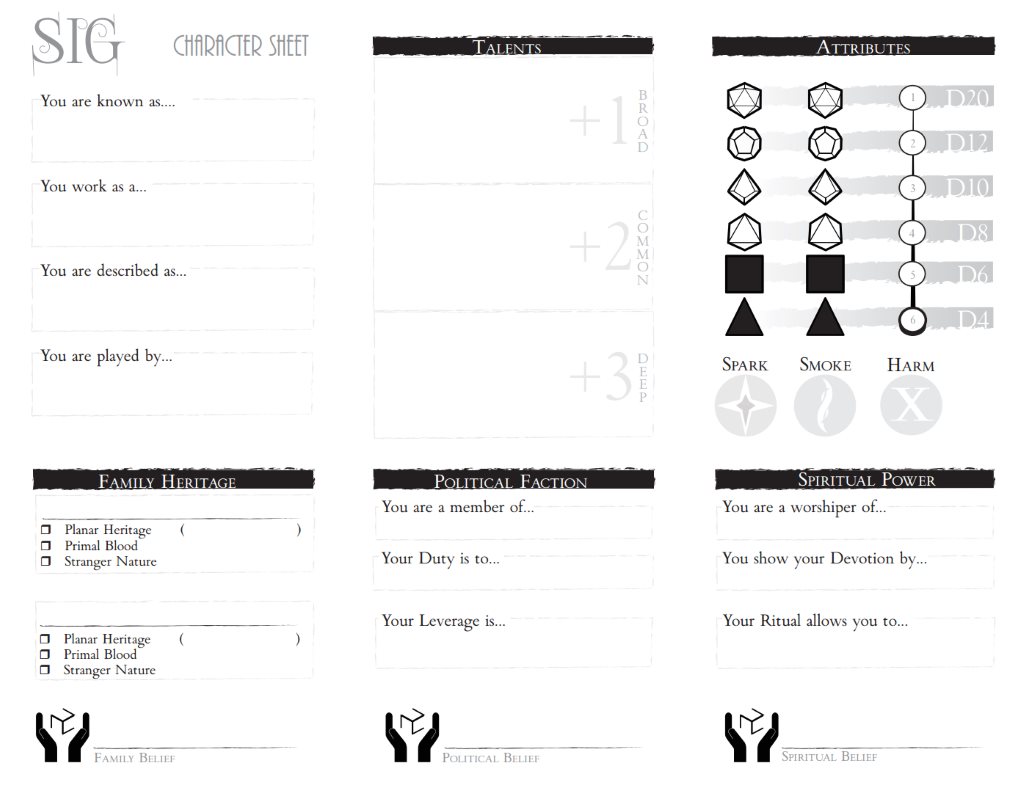 SIG CHARACTER SHEET
You are known as....
You work as a...
You are described as...
You are played by...
TALENTS
+1 BROAD
+2 COMMON
+3 DEEP
ATTRIBUTES
1 D20
2 D12
3 D10
4 D8
5 D6
6 D4
SPARK SMOKE HARM
X
FAMILY HERITAGE
Planar Heritage ( )
Primal Blood
Stranger Nature
Planar Heritage ( )
Primal Blood
Stranger Nature
FAMILY BELIEF
POLITICAL FACTION
You are a member of...
Your Duty is to...
Your Leverage is...
POLITICAL BELIEF
SPIRITUAL POWER
You are a worshiper of...
You show your Devotion by...
Your Ritual allows you to...
SPIRITUAL BELIEF